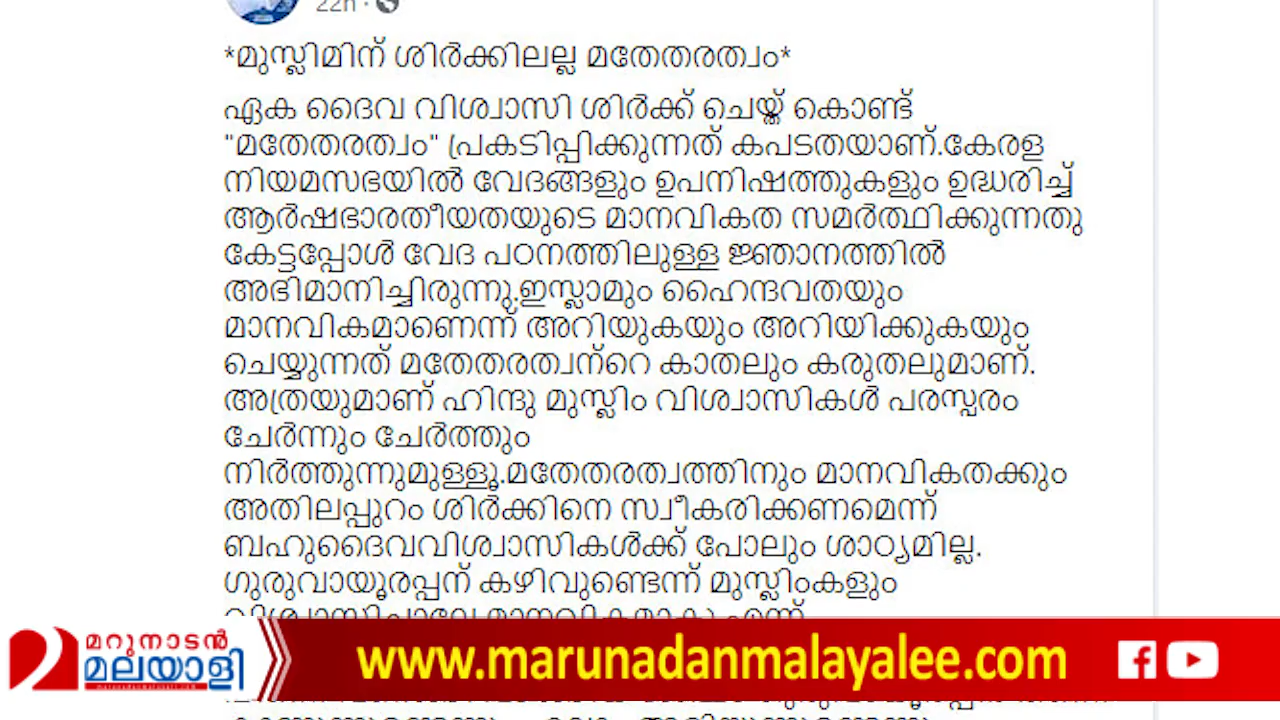 22h
*മുസ്ലിമിന് ശിർക്കിലല്ല മതേതരത്വം*
ഏക ദൈവ വിശ്വാസി ശിർക്ക് ചെയ്ത് കൊണ്ട്
"മതേതരത്വം" പ്രകടിപ്പിക്കുന്നത് കപടതയാണ്.കേരള
നിയമസഭയിൽ വേദങ്ങളും ഉപനിഷത്തുകളും ഉദ്ധരിച്ച്
ആർഷഭാരതീയതയുടെ മാനവികത സമർത്ഥിക്കുന്നതു
കേട്ടപ്പോൾ വേദ പഠനത്തിലുള്ള ജ്ഞാനത്തിൽ
അഭിമാനിച്ചിരുന്നു.ഇസ്ലാമും ഹൈന്ദവതയും
മാനവികമാണെന്ന് അറിയുകയും അറിയിക്കുകയും
ചെയ്യുന്നത് മതേതരത്വന്റെ കാതലും കരുതലുമാണ്.
അത്രയുമാണ് ഹിന്ദു മുസ്ലിം വിശ്വാസികൾ പരസ്പരം
ചേർന്നും ചേർത്തും
നിർത്തുന്നുമുള്ളൂ.മതേതരത്വത്തിനും മാനവികതക്കും
അതിലപ്പുറം ശിർക്കിനെ സ്വീകരിക്കണമെന്ന്
ബഹുദൈവവിശ്വാസികൾക്ക് പോലും ശാഠ്യമില്ല.
ഗുരുവായൂരപ്പന് കഴിവുണ്ടെന്ന് മുസ്ലിംകളും
മറുനാടൻ
മലയാളി
www.marunadanmalayalee.com